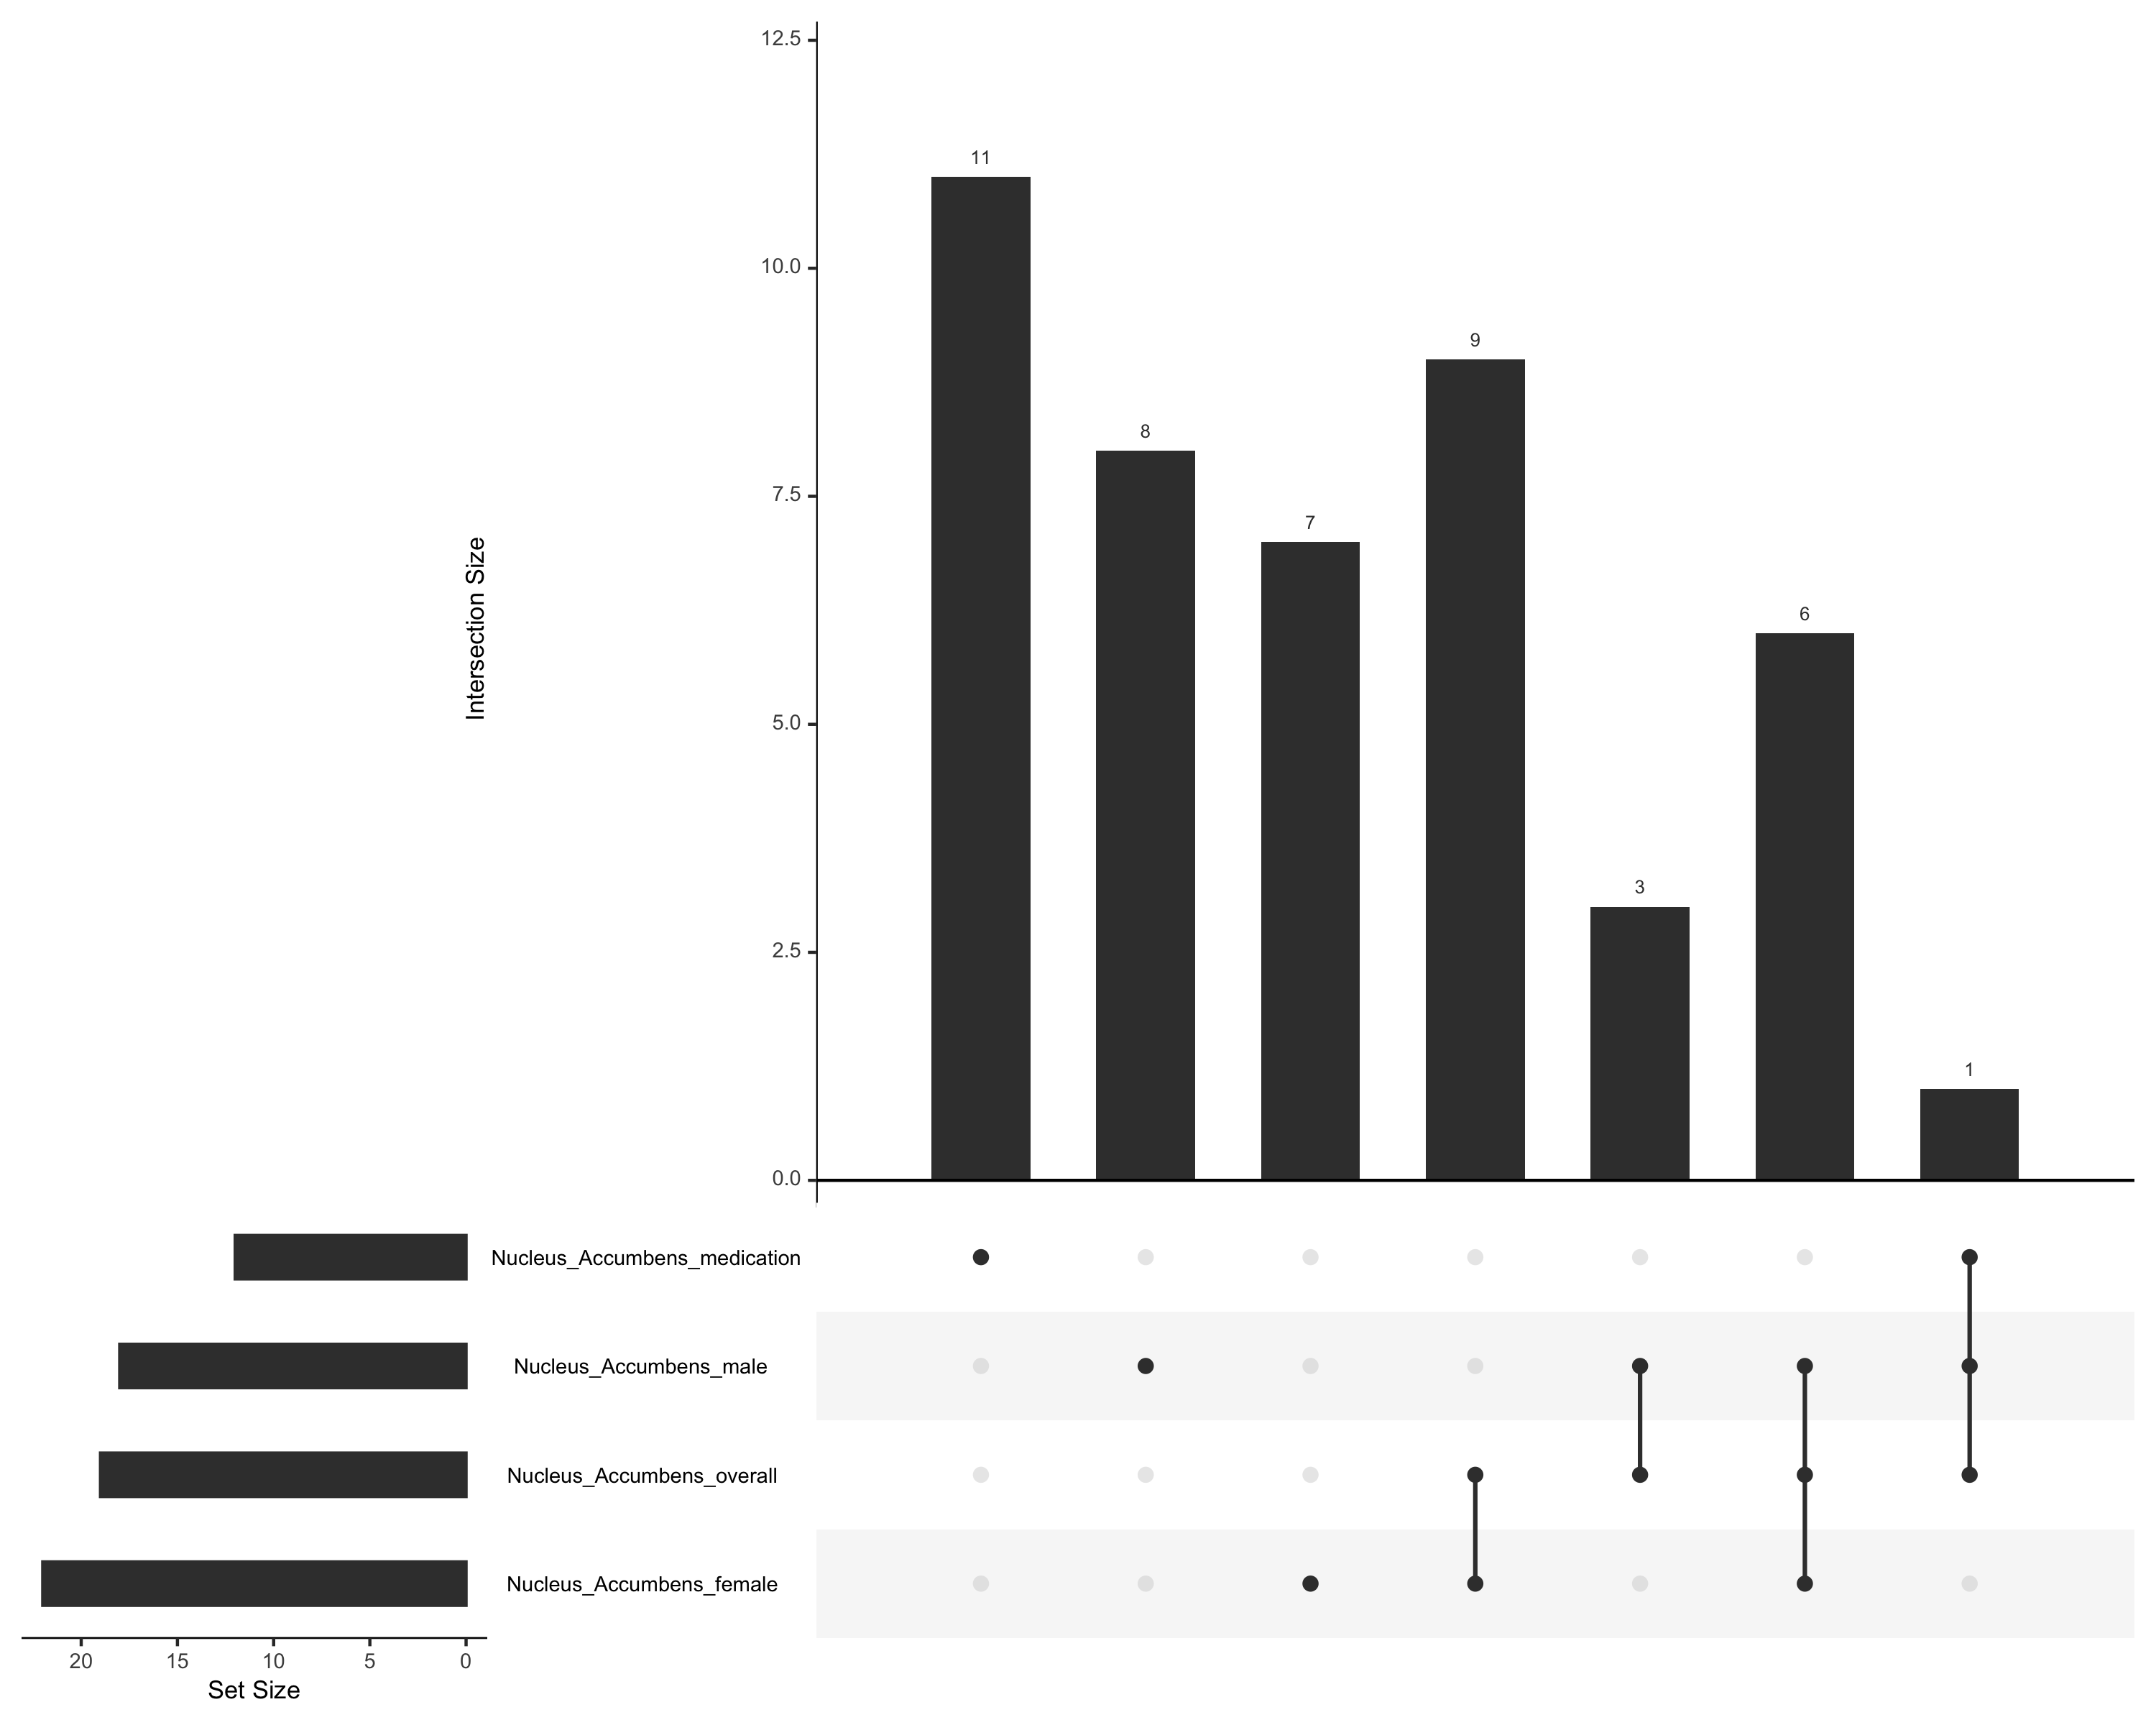 12.5
11
10.0
9
8
7.5
7
6
Intersection Size
5.0
3
2.5
1
0.0
Nucleus_Accumbens_medication
Nucleus_Accumbens_male
Nucleus_Accumbens_overall
Nucleus_Accumbens_female
20 15 10 5 0
Set Size